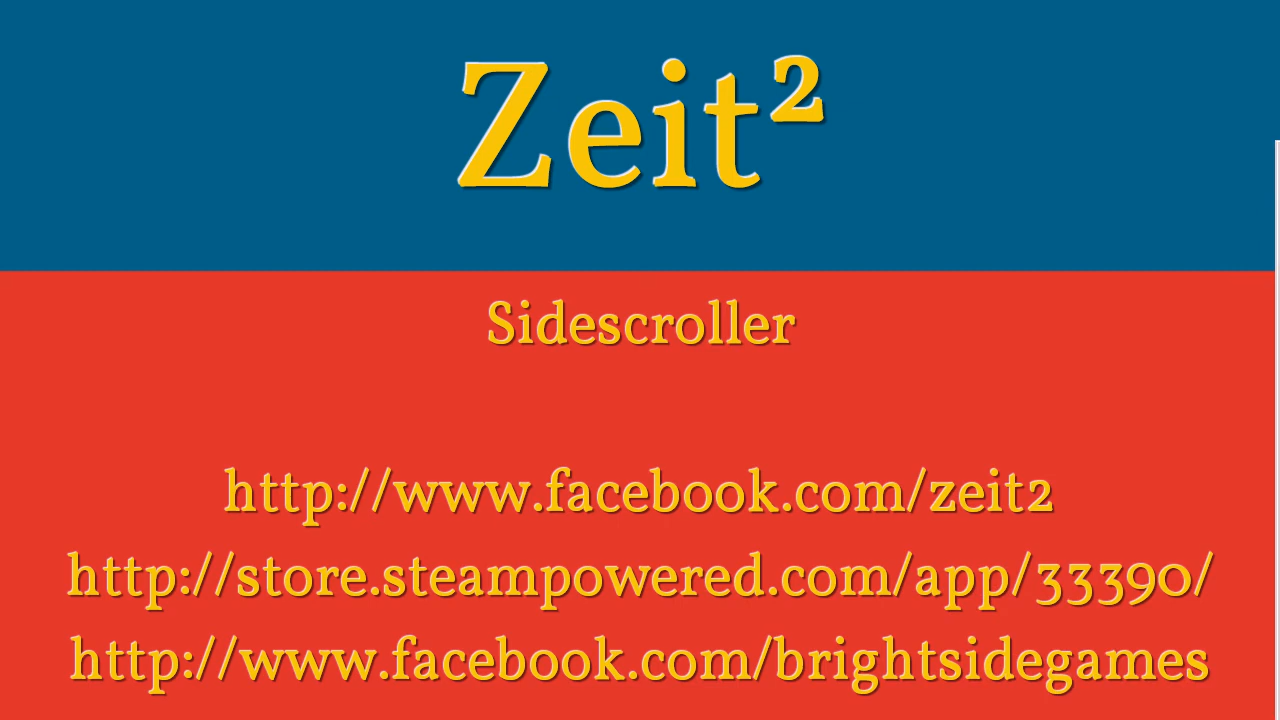 Zeit²
Sidescroller
http://www.facebook.com/zeit2
http://store.steampowered.com/app/33390/
http://www.facebook.com/brightsidegames